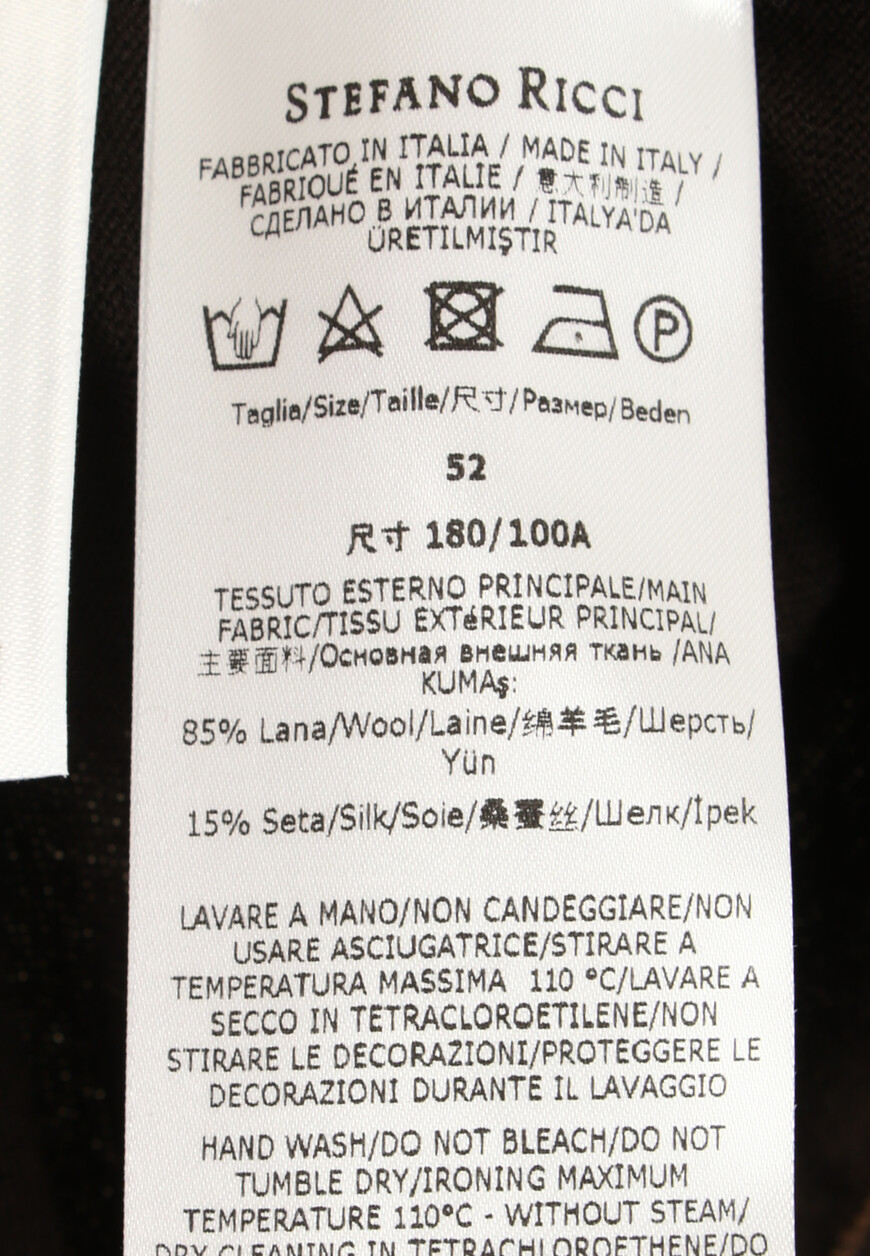 STEFANO RICCI
FABBRICATO IN ITALIA / MADE IN ITALY /
FABRIQUÉ EN ITALIE / 意大利制造 /
СДЕЛАНО В ИТАЛИИ / ITALYA'DA
ÜRETILMIŞTIR
P
Taglia/Size/Taille/尺寸/Размер/Beden
52
尺寸 180/100A
TESSUTO ESTERNO PRINCIPALE/MAIN
FABRIC/TISSU EXTéRIEUR PRINCIPAL/
主要面料/Основная внешняя ткань /ANA
KUMAş:
85% Lana/Wool/Laine/绵羊毛/Шерсть/
Yün
15% Seta/Silk/Soie/桑蚕丝/Шелк/İpek
LAVARE A MANO/NON CANDEGGIARE/NON
USARE ASCIUGATRICE/STIRARE A
TEMPERATURA MASSIMA 110 °C/LAVARE A
SECCO IN TETRACLOROETILENE/NON
STIRARE LE DECORAZIONI/PROTEGGERE LE
DECORAZIONI DURANTE IL LAVAGGIO
HAND WASH/DO NOT BLEACH/DO NOT
TUMBLE DRY/IRONING MAXIMUM
TEMPERATURE 110°C - WITHOUT STEAM/
DRY CLEANING IN TETRACHLOROETHENE/DO